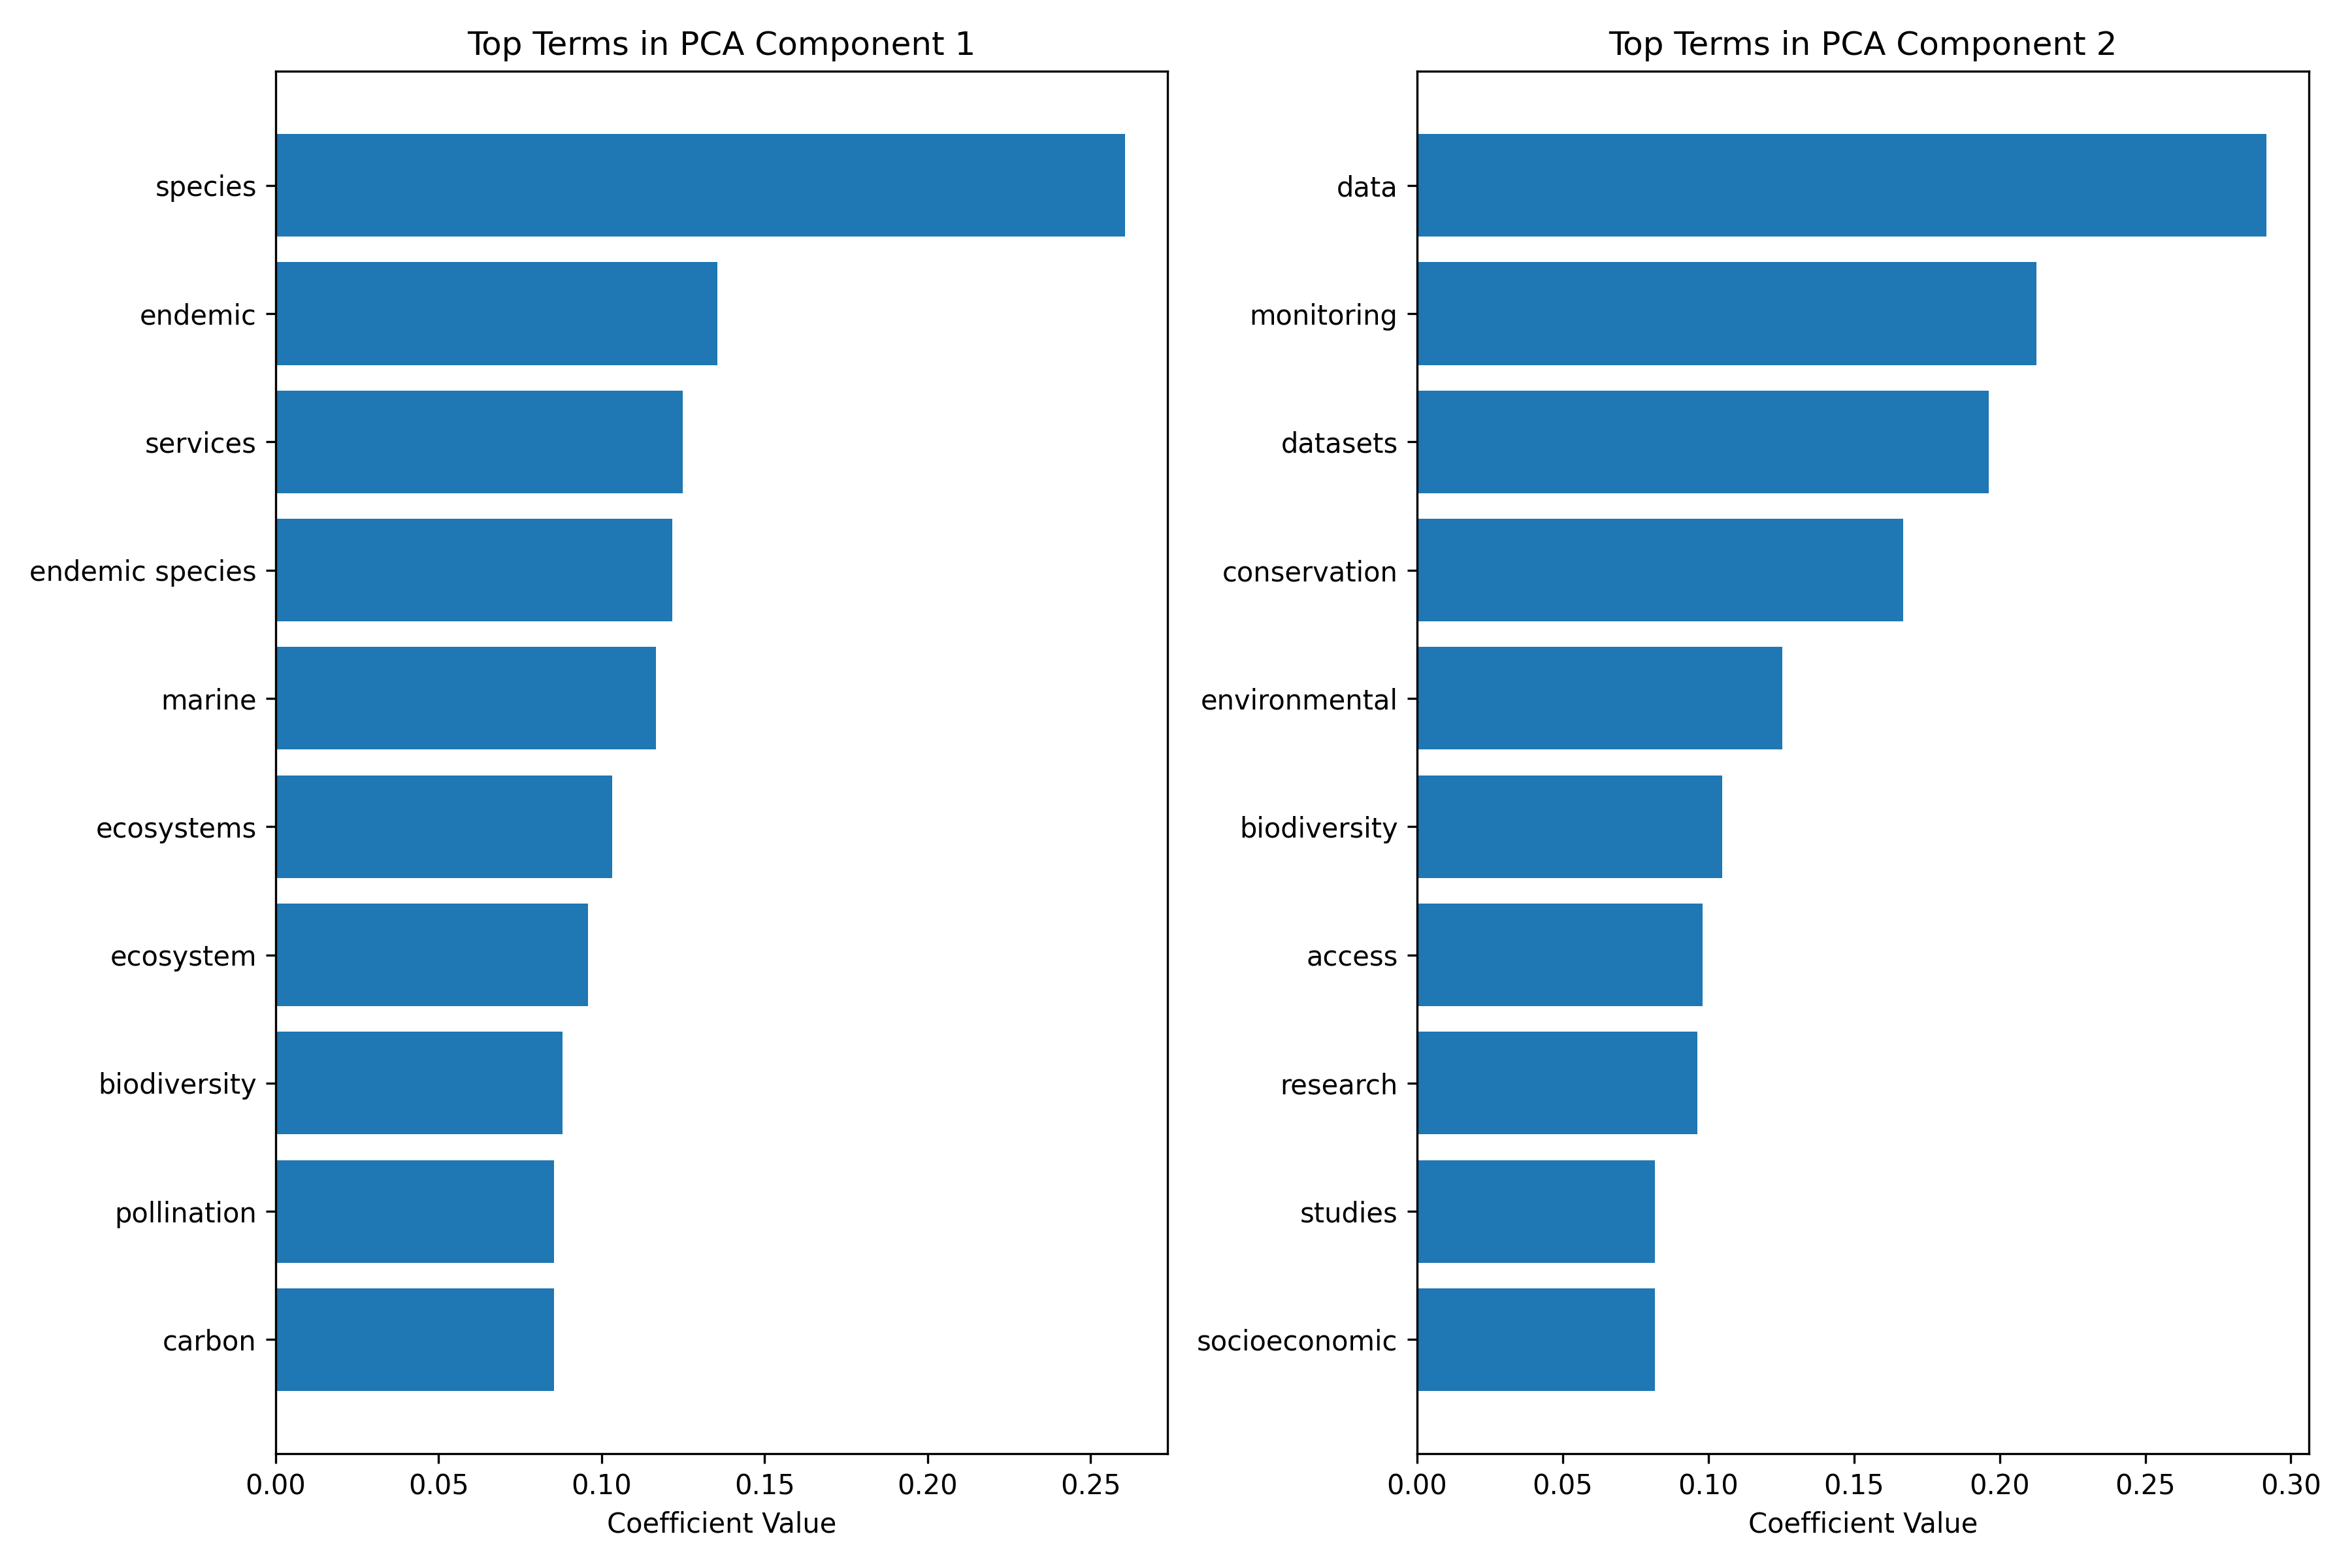 Top Terms in PCA Component 1
species
endemic
services
endemic species
marine
ecosystems
ecosystem
biodiversity
pollination
carbon
0.00 0.05 0.10 0.15 0.20 0.25
Coefficient Value
Top Terms in PCA Component 2
data
monitoring
datasets
conservation
environmental
biodiversity
access
research
studies
socioeconomic
0.00 0.05 0.10 0.15 0.20 0.25 0.30
Coefficient Value